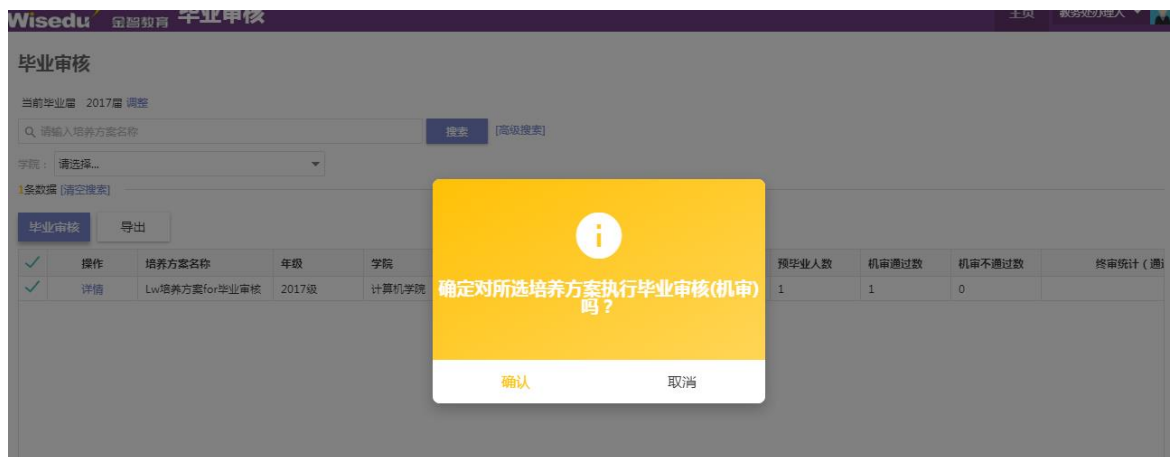 Wisedu 金智教育 毕业审核 主页 教务处办理人
毕业审核
当前毕业届 2017届 调整
请输入培养方案名称 搜索 [高级搜索]
学院： 请选择...
1条数据 [清空搜索]
毕业审核 导出
操作 培养方案名称 年级 学院 预毕业人数 机审通过数 机审不通过数 终审统计（通过
详情 Lw培养方案for毕业审核 2017级 计算机学院 1 1 0
确定对所选培养方案执行毕业审核(机审)
吗？
确认 取消